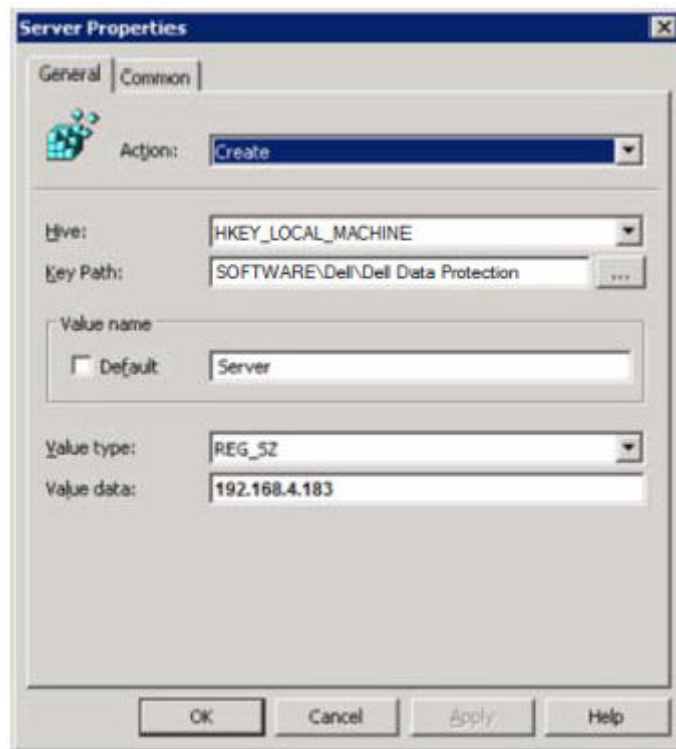 Server Properties
General
Common
Action:
Create
Hive:
HKEY_LOCAL_MACHINE
Key Path:
SOFTWARE\Dell\Dell Data Protection
...
Value name
Default
Server
Value type:
REG_SZ
Value data:
192.168.4.183
OK
Cancel
Apply
Help